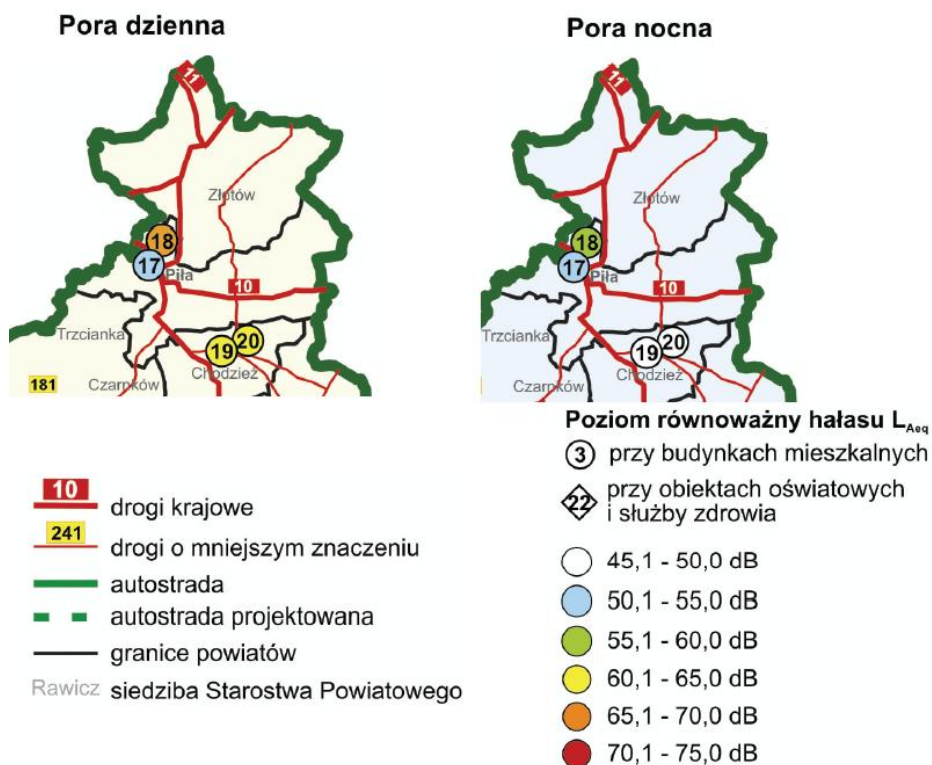 Pora dzienna
11
Złotów
18
17
Piła
10
Trzcianka
20
19
Chodzież
181
Czarnków
Pora nocna
11
Złotów
18
17
Piła
10
Trzcianka
20
19
Chodzież
Czarnków
10 drogi krajowe
241 drogi o mniejszym znaczeniu
autostrada
autostrada projektowana
granice powiatów
Rawicz siedziba Starostwa Powiatowego
Poziom równoważny hałasu LAeq
3 przy budynkach mieszkalnych
22 przy obiektach oświatowych
i służby zdrowia
45,1 - 50,0 dB
50,1 - 55,0 dB
55,1 - 60,0 dB
60,1 - 65,0 dB
65,1 - 70,0 dB
70,1 - 75,0 dB